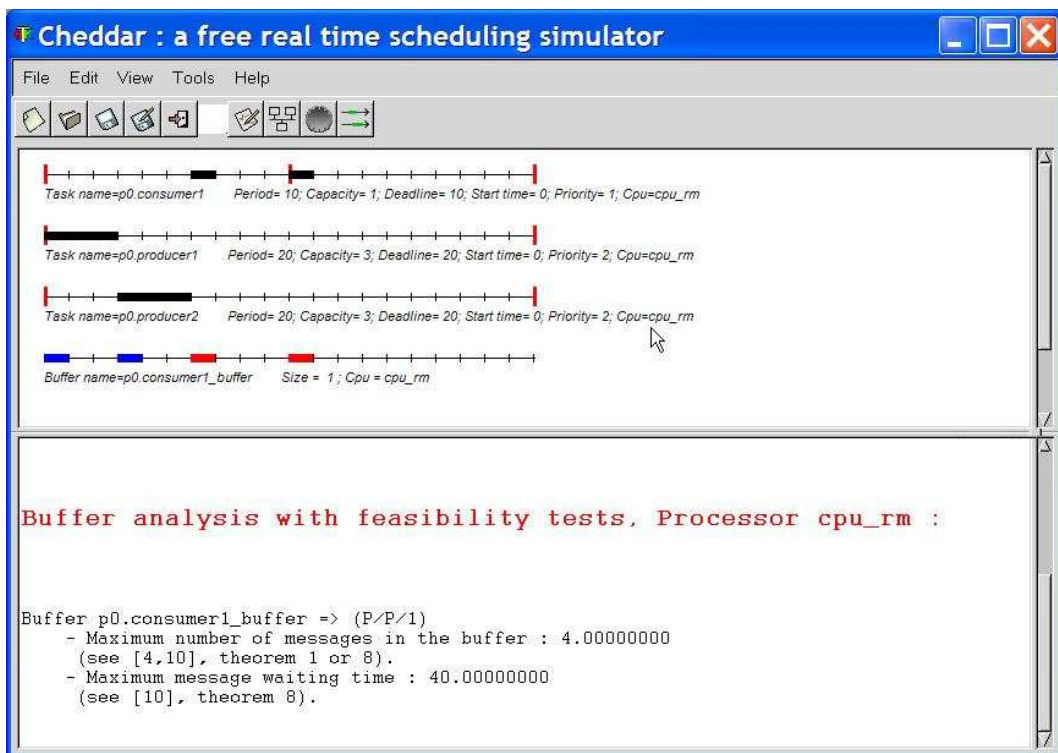 Cheddar : a free real time scheduling simulator
File Edit View Tools Help
Task name=p0.consumer1 Period= 10; Capacity= 1; Deadline= 10; Start time= 0; Priority= 1; Cpu=cpu_rm
Task name=p0.producer1 Period= 20; Capacity= 3; Deadline= 20; Start time= 0; Priority= 2; Cpu=cpu_rm
Task name=p0.producer2 Period= 20; Capacity= 3; Deadline= 20; Start time= 0; Priority= 2; Cpu=cpu_rm
Buffer name=p0.consumer1_buffer Size = 1 ; Cpu = cpu_rm
Buffer analysis with feasibility tests, Processor cpu_rm :
Buffer p0.consumer1_buffer => (P/P/1)
- Maximum number of messages in the buffer : 4.00000000
(see [4,10], theorem 1 or 8).
- Maximum message waiting time : 40.00000000
(see [10], theorem 8).